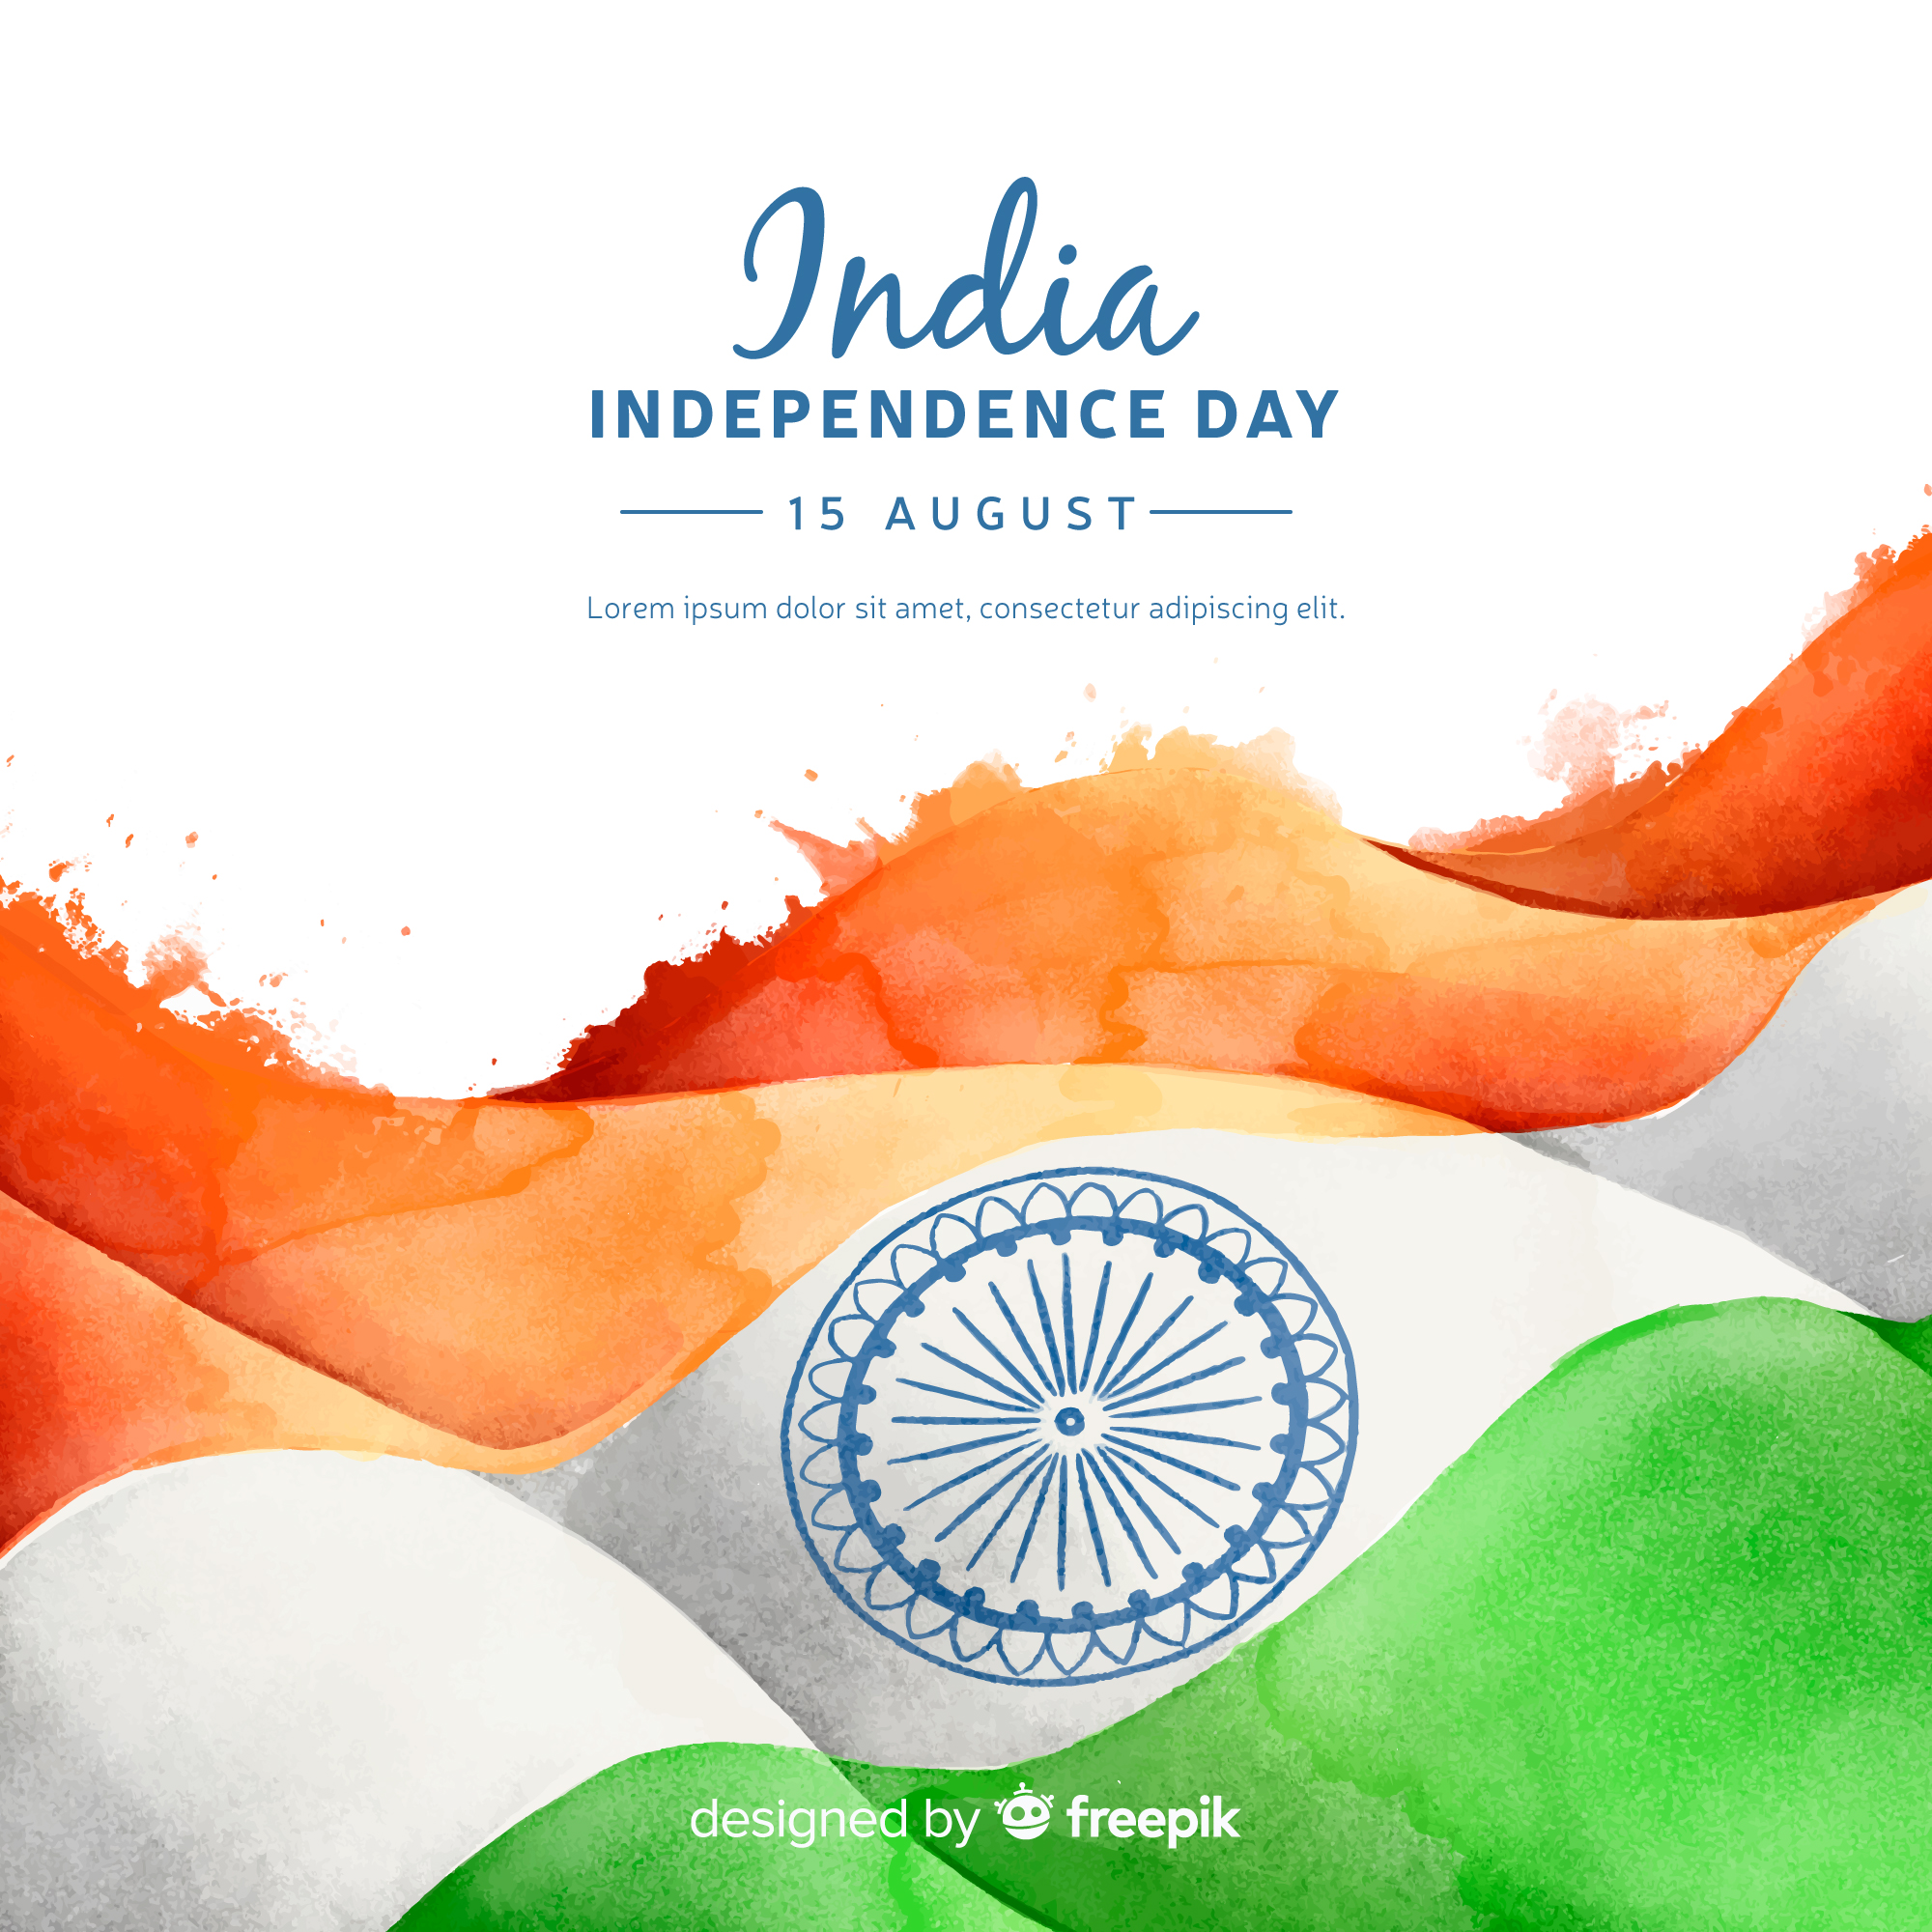 India
INDEPENDENCE DAY
15 AUGUST
Lorem ipsum dolor sit amet, consectetur adipiscing elit.
designed by freepik